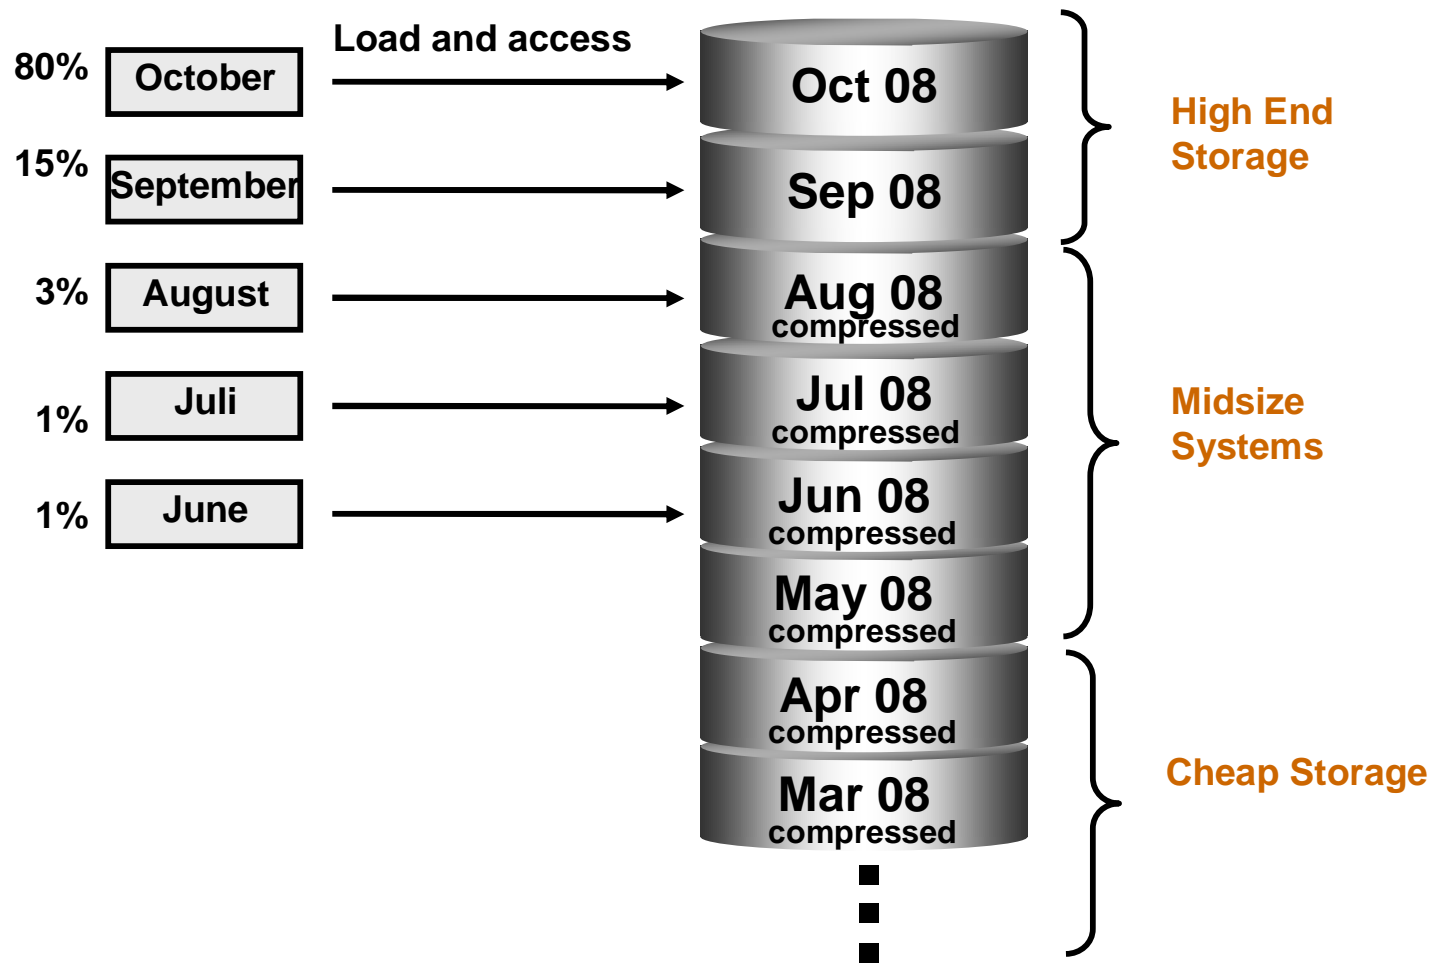 Load and access
80%
October
Oct 08
High End
Storage
15%
September
Sep 08
3%
August
Aug 08
compressed
1%
Juli
Jul 08
compressed
Midsize
Systems
1%
June
Jun 08
compressed
May 08
compressed
Apr 08
compressed
Cheap Storage
Mar 08
compressed